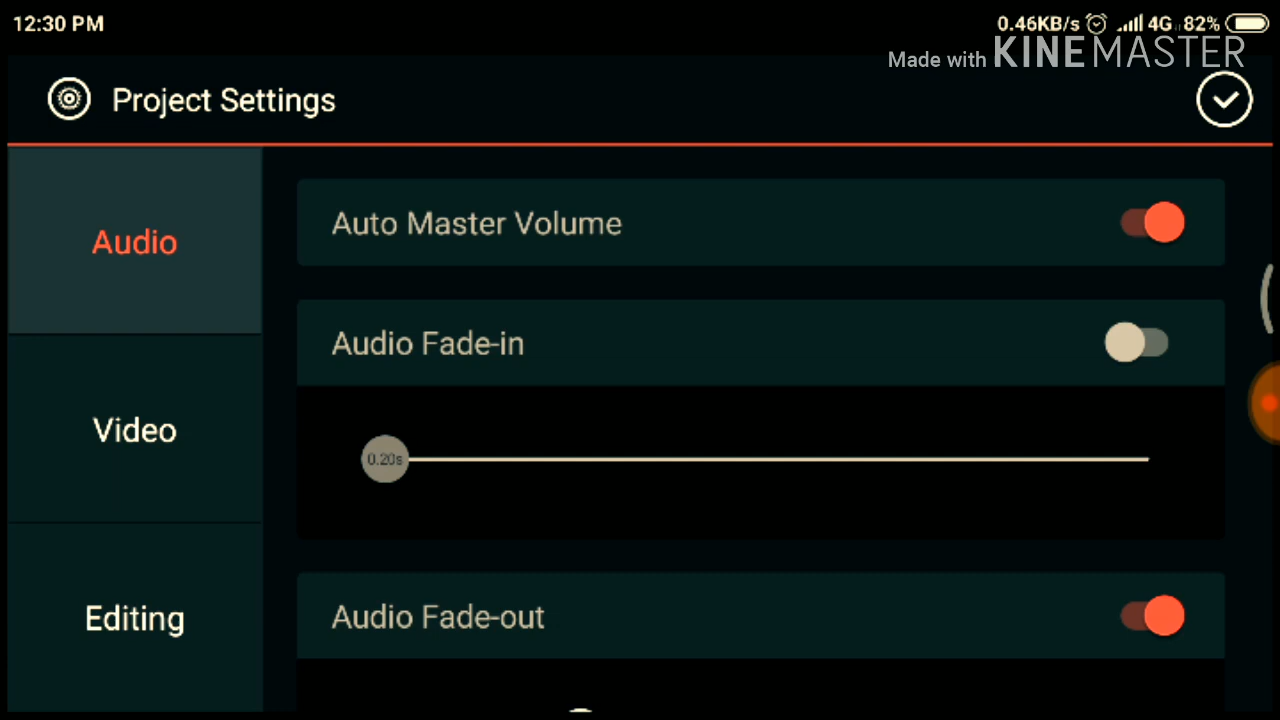 12:30 PM
0.46KB/s 4G 82%
Made with KINEMASTER
Project Settings
Audio
Auto Master Volume
Audio Fade-in
0.20s
Video
Editing
Audio Fade-out